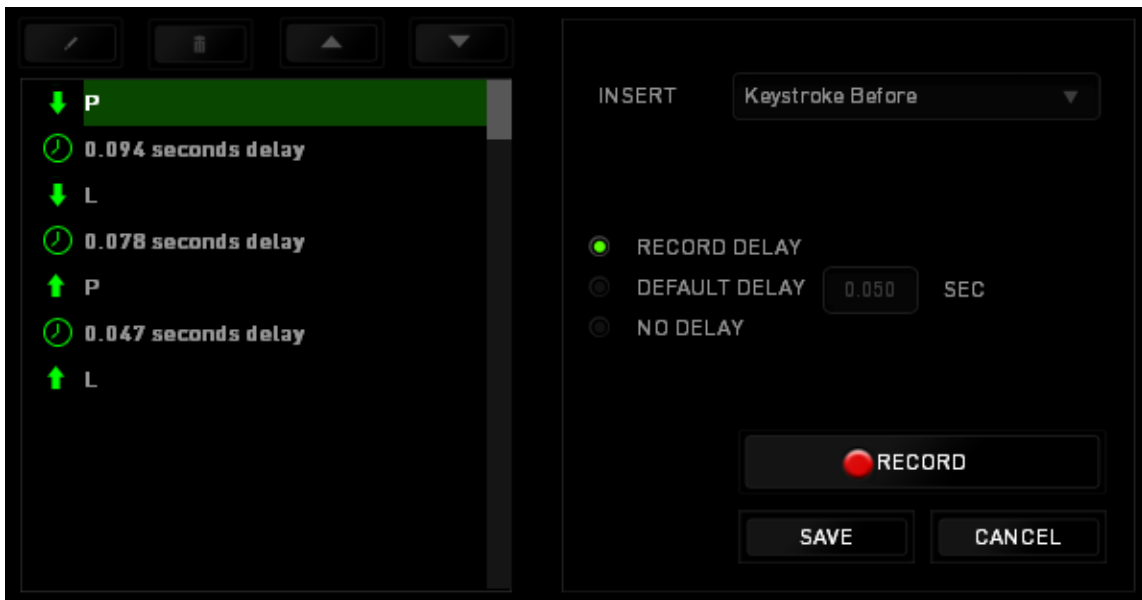 P
0.094 seconds delay
L
0.078 seconds delay
P
0.047 seconds delay
L
INSERT Keystroke Before
RECORD DELAY
DEFAULT DELAY 0.050 SEC
NO DELAY
RECORD
SAVE CANCEL